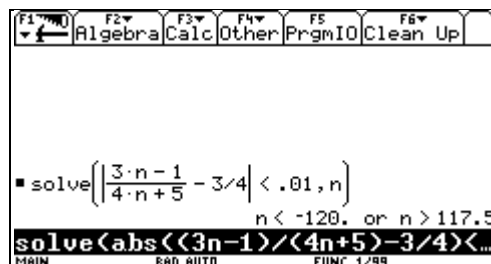 F1 F2 F3 F4 F5 F6
Algebra Calc Other PrgmIO Clean Up
▪ solve(|(3·n − 1)/(4·n + 5) − 3/4| < .01, n)
n < -120. or n > 117.5
solve(abs((3n-1)/(4n+5)-3/4)<…
MAIN RAD AUTO FUNC 1/99